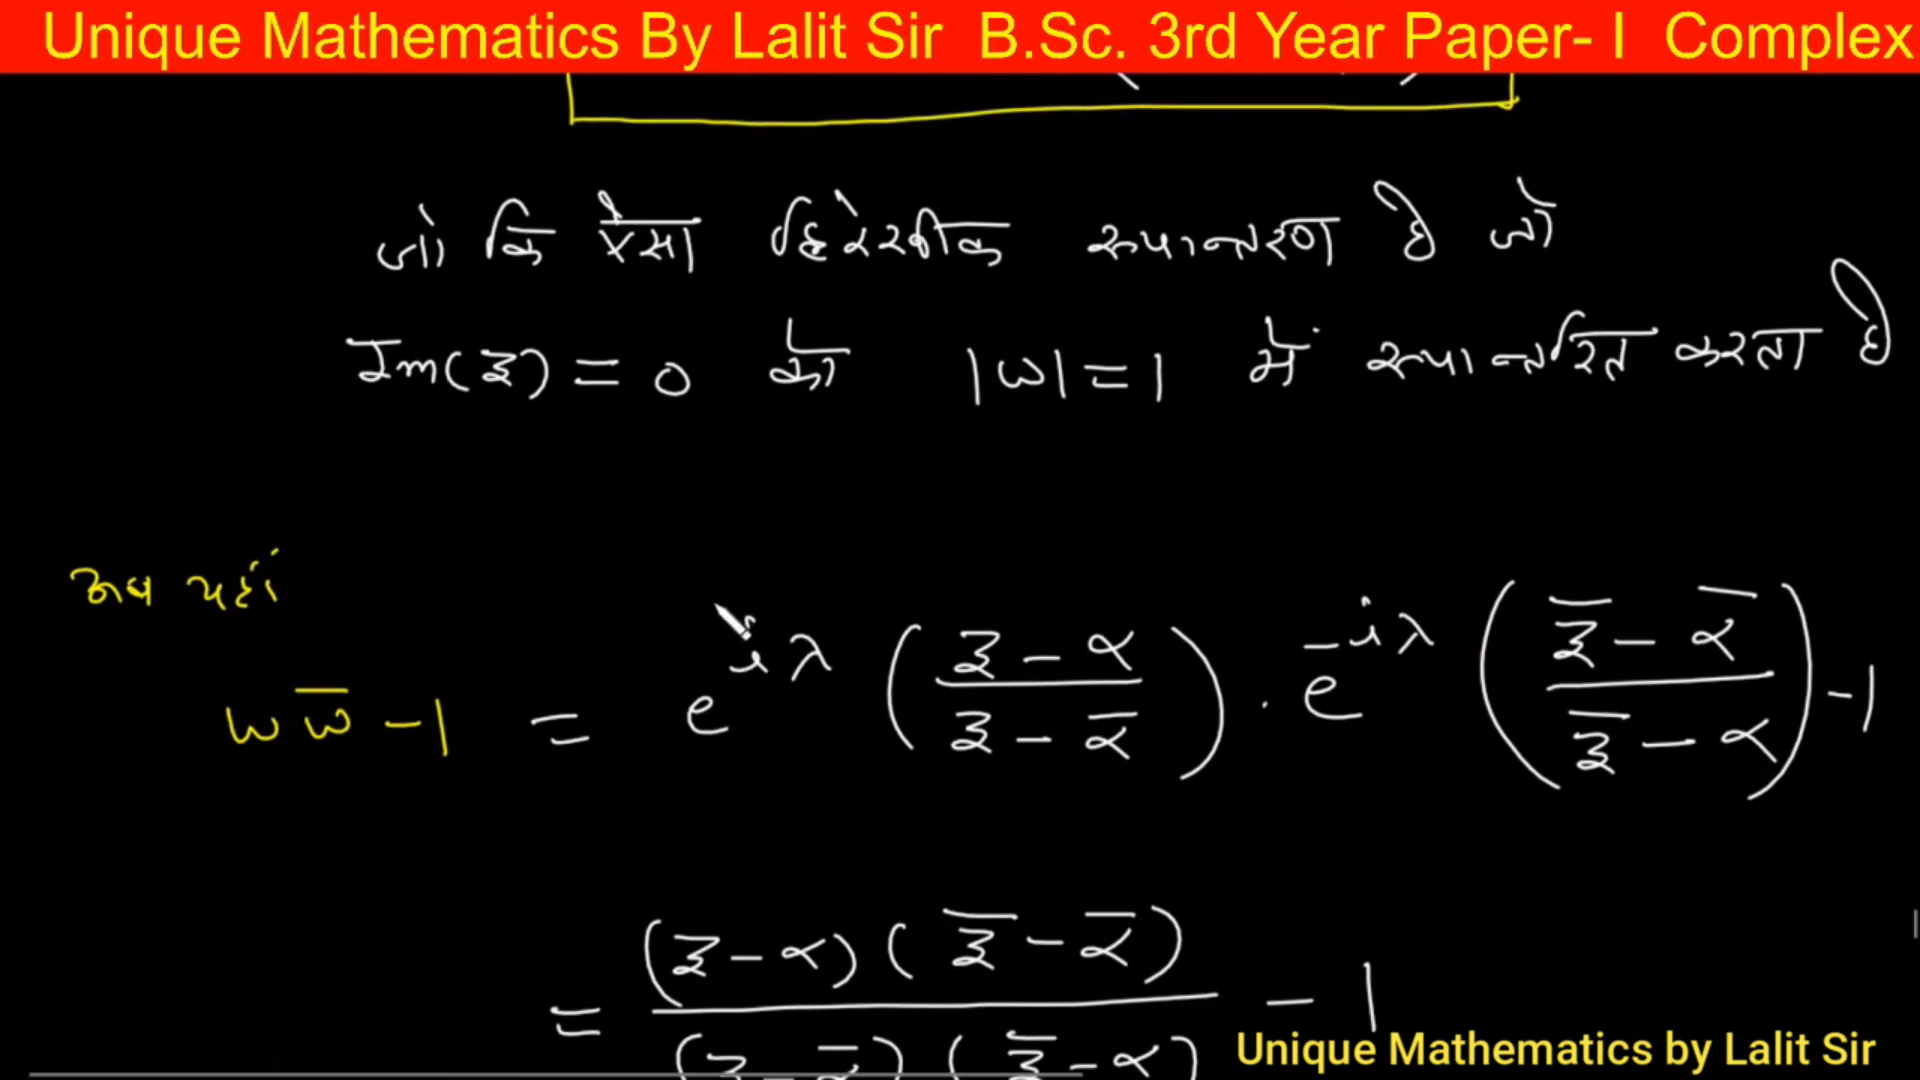 Unique Mathematics By Lalit Sir B.Sc. 3rd Year Paper- I Complex
जो कि ऐसा द्विरेखीक रूपान्तरण है जो
Im(z) = 0 को |w| = 1 में रूपान्तरित करता है
अब यहाँ
w w̅ - 1 = e^{iλ} ((z - α)/(z - α̅)) . e^{-iλ} ((z̅ - α̅)/(z̅ - α)) - 1
= ((z - α)(z̅ - α̅))/((z - α̅)(z̅ - α)) - 1
Unique Mathematics by Lalit Sir